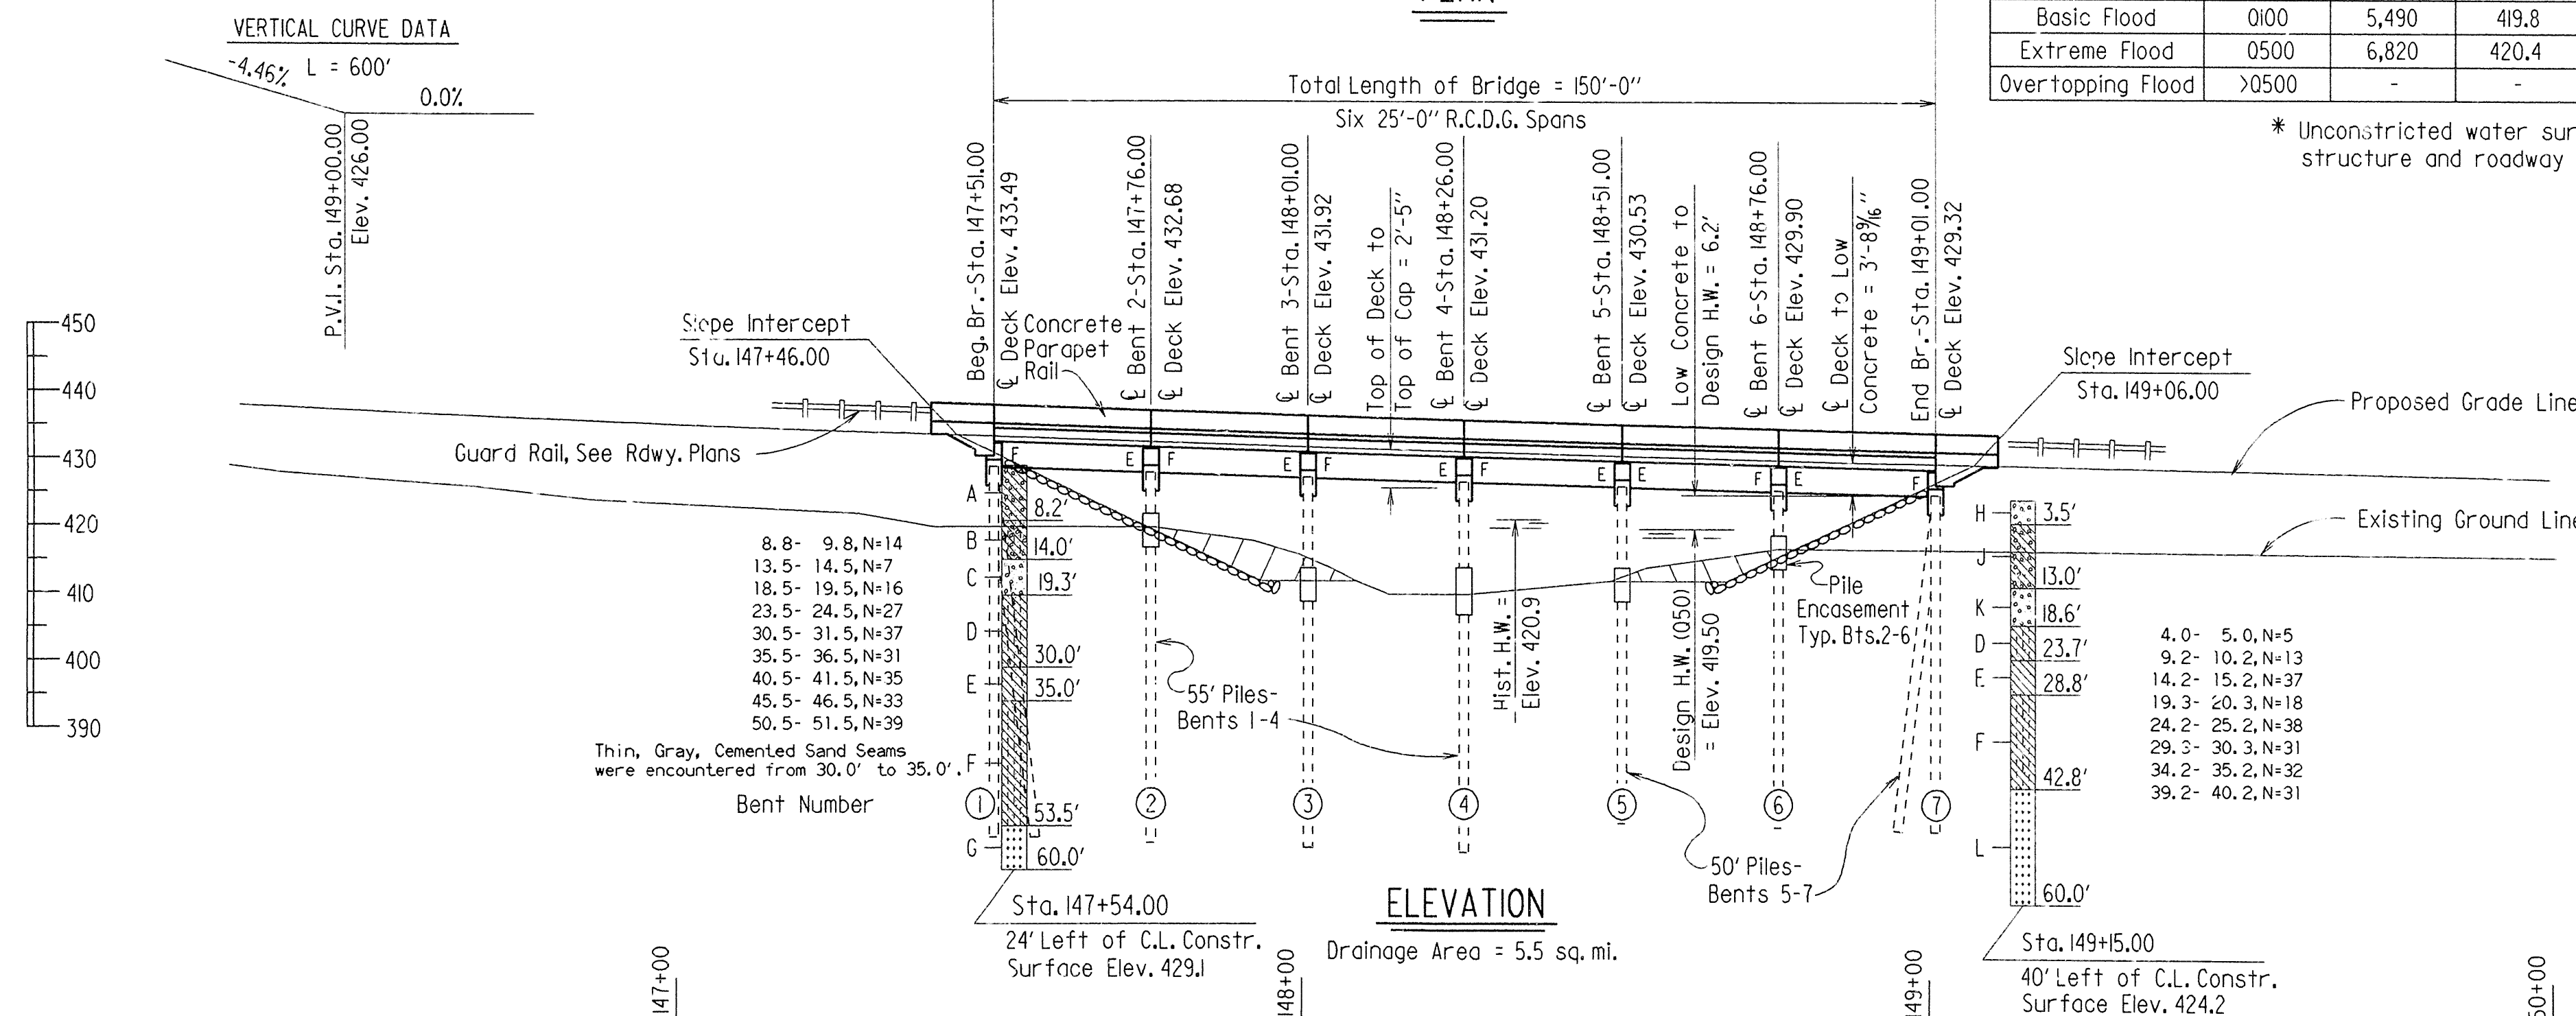 PLAN
VERTICAL CURVE DATA
-4.46%
L = 600'
0.0%
P.V.I. Sta. 149+00.00
Elev. 426.00
Basic Flood Q100 5,490 419.8
Extreme Flood Q500 6,820 420.4
Overtopping Flood >Q500 - -
* Unconstricted water sur
structure and roadway
Total Length of Bridge = 150'-0"
Six 25'-0" R.C.D.G. Spans
Beg. Br.-Sta. 147+51.00
℄ Deck Elev. 433.49
℄ Bent 2-Sta. 147+76.00
℄ Deck Elev. 432.68
℄ Bent 3-Sta. 148+01.00
℄ Deck Elev. 431.92
Top of Deck to
Top of Cap = 2'-5"
℄ Bent 4-Sta. 148+26.00
℄ Deck Elev. 431.20
℄ Bent 5-Sta. 148+51.00
℄ Deck Elev. 430.53
Low Concrete to
Design H.W. = 6.2'
℄ Bent 6-Sta. 148+76.00
℄ Deck Elev. 429.90
℄ Deck to Low
Concrete = 3'-8 9/16"
End Br.-Sta. 149+01.00
℄ Deck Elev. 429.32
450
440
430
420
410
400
390
Slope Intercept
Sta. 147+46.00
Concrete
Parapet
Rail
Slope Intercept
Sta. 149+06.00
Proposed Grade Line
Guard Rail, See Rdwy. Plans
Existing Ground Line
F
E F
E F
E F
E E
F E
F
A
B
C
D
E
F
G
8.2'
14.0'
19.3'
30.0'
35.0'
53.5'
60.0'
8.8- 9.8, N=14
13.5- 14.5, N=7
18.5- 19.5, N=16
23.5- 24.5, N=27
30.5- 31.5, N=37
35.5- 36.5, N=31
40.5- 41.5, N=35
45.5- 46.5, N=33
50.5- 51.5, N=39
Thin, Gray, Cemented Sand Seams
were encountered from 30.0' to 35.0'.
Bent Number
1 2 3 4 5 6 7
55' Piles-
Bents 1-4
Hist. H.W. =
Elev. 420.9
Design H.W. (Q50)
= Elev. 419.50
Pile
Encasement
Typ. Bts. 2-6
50' Piles-
Bents 5-7
H
J
K
D
E
F
L
3.5'
13.0'
18.6'
23.7'
28.8'
42.8'
60.0'
4.0- 5.0, N=5
9.2- 10.2, N=13
14.2- 15.2, N=37
19.3- 20.3, N=18
24.2- 25.2, N=38
29.3- 30.3, N=31
34.2- 35.2, N=32
39.2- 40.2, N=31
Sta. 147+54.00
24' Left of C.L. Constr.
Surface Elev. 429.1
ELEVATION
Drainage Area = 5.5 sq. mi.
Sta. 149+15.00
40' Left of C.L. Constr.
Surface Elev. 424.2
147+00
148+00
149+00
50+00